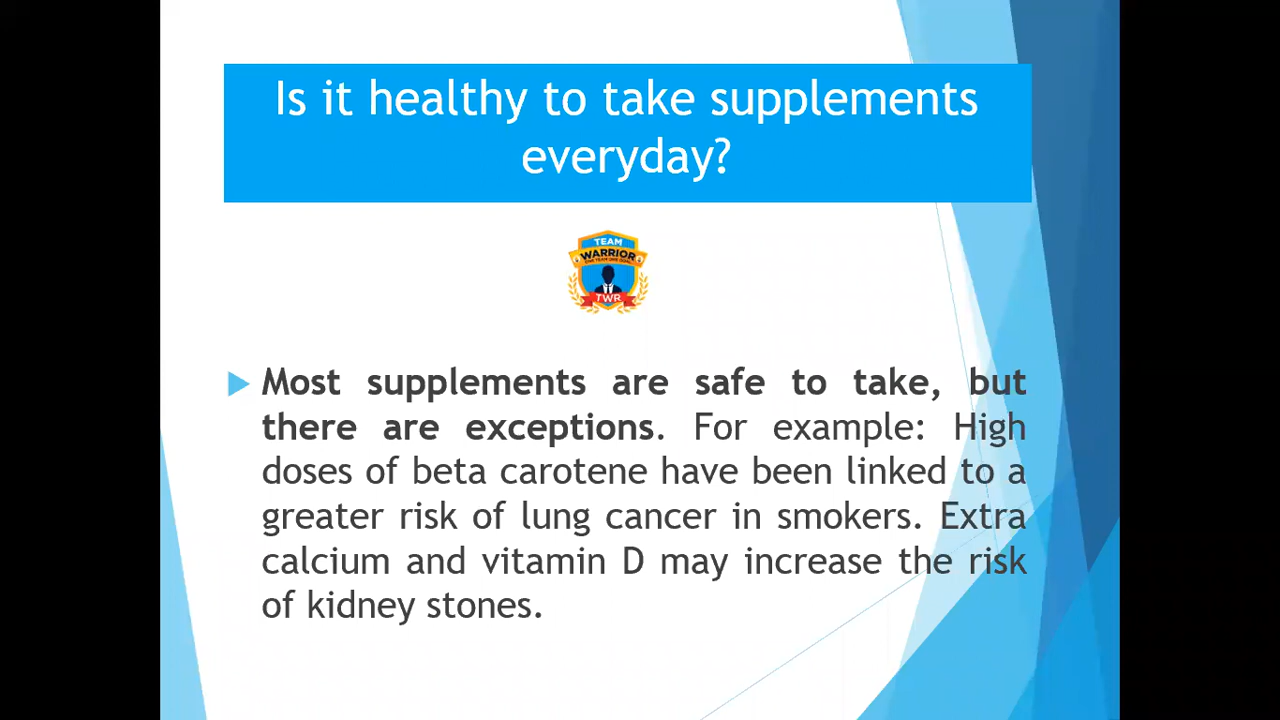 Is it healthy to take supplements
everyday?
TEAM
WARRIOR
TWR
Most supplements are safe to take, but
there are exceptions. For example: High
doses of beta carotene have been linked to a
greater risk of lung cancer in smokers. Extra
calcium and vitamin D may increase the risk
of kidney stones.